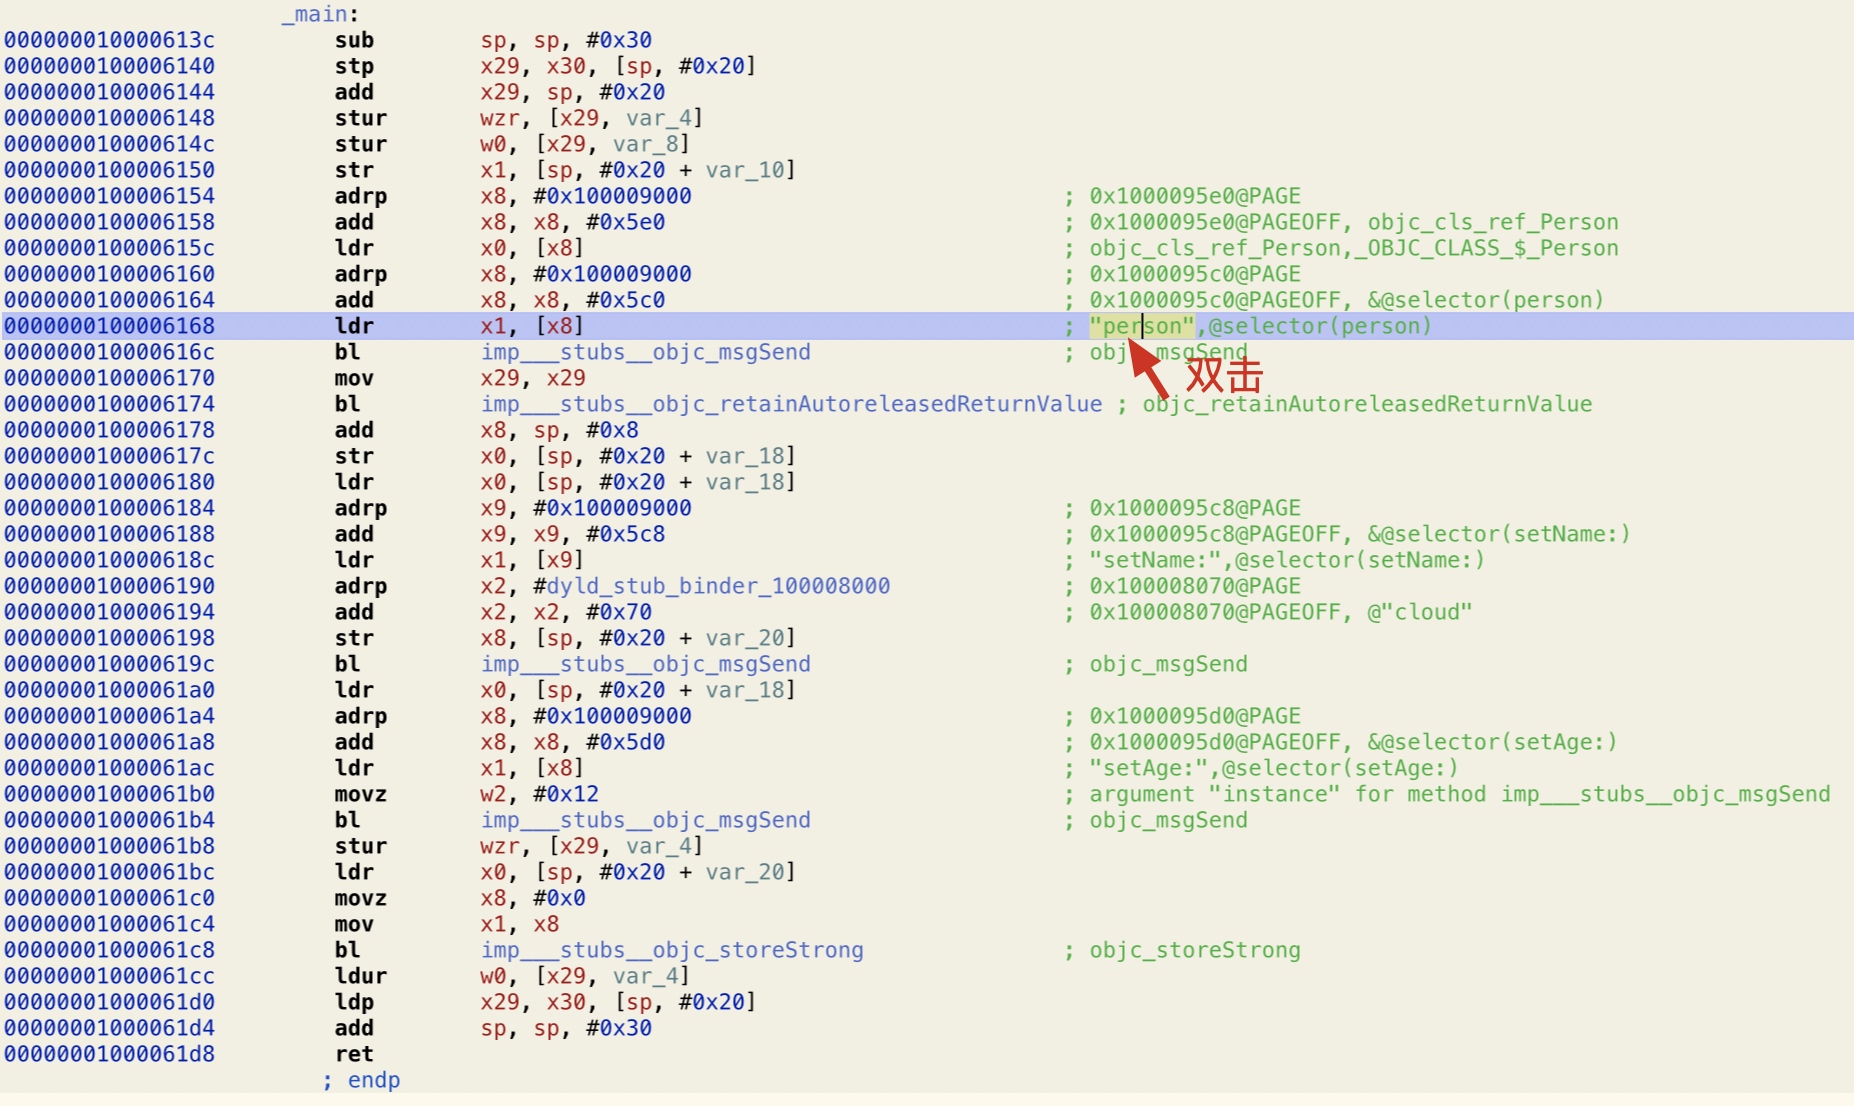 _main:
000000010000613c sub sp, sp, #0x30
0000000100006140 stp x29, x30, [sp, #0x20]
0000000100006144 add x29, sp, #0x20
0000000100006148 stur wzr, [x29, var_4]
000000010000614c stur w0, [x29, var_8]
0000000100006150 str x1, [sp, #0x20 + var_10]
0000000100006154 adrp x8, #0x100009000 ; 0x1000095e0@PAGE
0000000100006158 add x8, x8, #0x5e0 ; 0x1000095e0@PAGEOFF, objc_cls_ref_Person
000000010000615c ldr x0, [x8] ; objc_cls_ref_Person,_OBJC_CLASS_$_Person
0000000100006160 adrp x8, #0x100009000 ; 0x1000095c0@PAGE
0000000100006164 add x8, x8, #0x5c0 ; 0x1000095c0@PAGEOFF, &@selector(person)
0000000100006168 ldr x1, [x8] ; "person",@selector(person)
000000010000616c bl imp___stubs__objc_msgSend ; objc_msgSend
双击
0000000100006170 mov x29, x29
0000000100006174 bl imp___stubs__objc_retainAutoreleasedReturnValue ; objc_retainAutoreleasedReturnValue
0000000100006178 add x8, sp, #0x8
000000010000617c str x0, [sp, #0x20 + var_18]
0000000100006180 ldr x0, [sp, #0x20 + var_18]
0000000100006184 adrp x9, #0x100009000 ; 0x1000095c8@PAGE
0000000100006188 add x9, x9, #0x5c8 ; 0x1000095c8@PAGEOFF, &@selector(setName:)
000000010000618c ldr x1, [x9] ; "setName:",@selector(setName:)
0000000100006190 adrp x2, #dyld_stub_binder_100008000 ; 0x100008070@PAGE
0000000100006194 add x2, x2, #0x70 ; 0x100008070@PAGEOFF, @"cloud"
0000000100006198 str x8, [sp, #0x20 + var_20]
000000010000619c bl imp___stubs__objc_msgSend ; objc_msgSend
00000001000061a0 ldr x0, [sp, #0x20 + var_18]
00000001000061a4 adrp x8, #0x100009000 ; 0x1000095d0@PAGE
00000001000061a8 add x8, x8, #0x5d0 ; 0x1000095d0@PAGEOFF, &@selector(setAge:)
00000001000061ac ldr x1, [x8] ; "setAge:",@selector(setAge:)
00000001000061b0 movz w2, #0x12 ; argument "instance" for method imp___stubs__objc_msgSend
00000001000061b4 bl imp___stubs__objc_msgSend ; objc_msgSend
00000001000061b8 stur wzr, [x29, var_4]
00000001000061bc ldr x0, [sp, #0x20 + var_20]
00000001000061c0 movz x8, #0x0
00000001000061c4 mov x1, x8
00000001000061c8 bl imp___stubs__objc_storeStrong ; objc_storeStrong
00000001000061cc ldur w0, [x29, var_4]
00000001000061d0 ldp x29, x30, [sp, #0x20]
00000001000061d4 add sp, sp, #0x30
00000001000061d8 ret
; endp